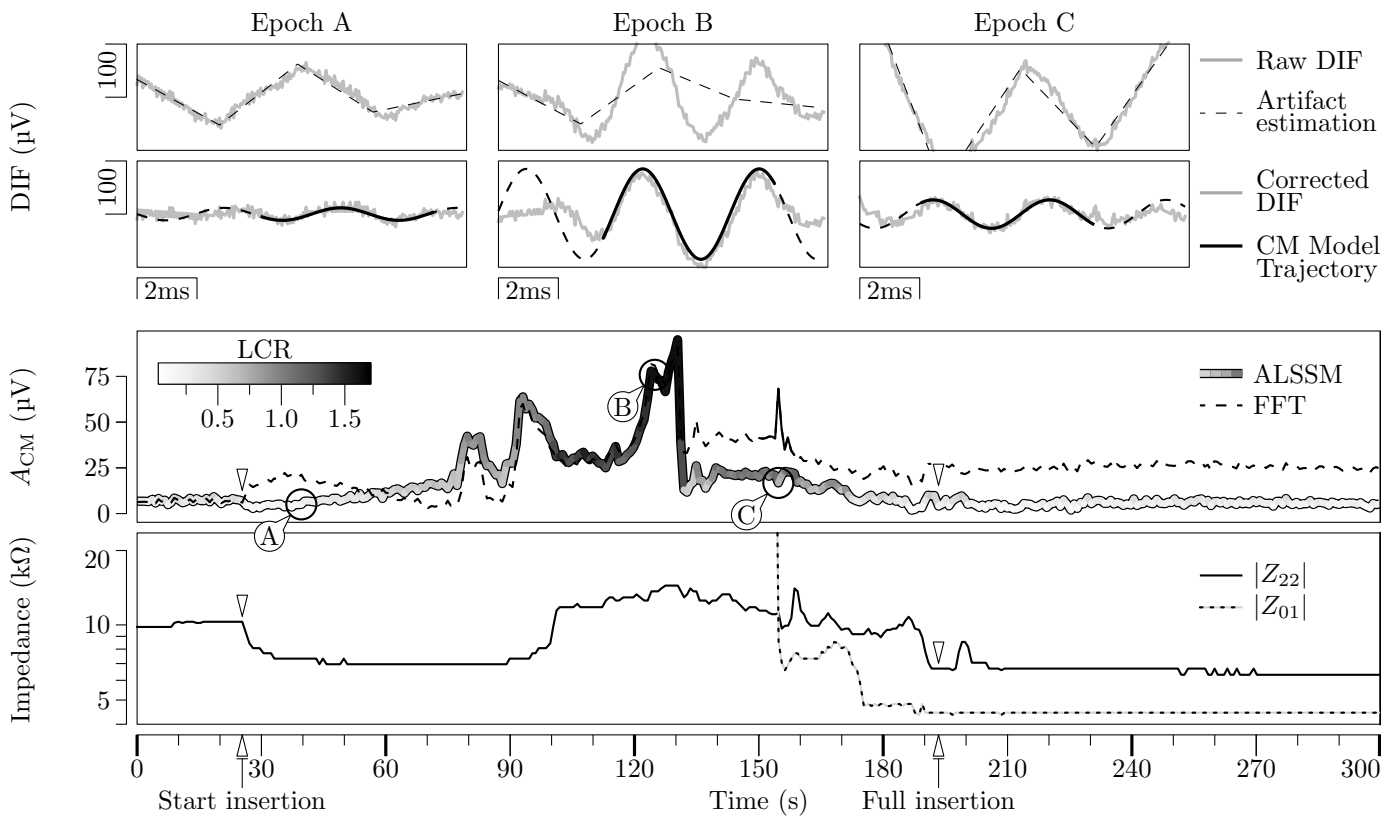 Epoch A
Epoch B
Epoch C
100
Raw DIF
Artifact
estimation
DIF (µV)
100
Corrected
DIF
CM Model
Trajectory
2ms
2ms
2ms
LCR
0.5
1.0
1.5
A_CM (µV)
75
50
25
0
ALSSM
FFT
A
B
C
Impedance (kΩ)
20
10
5
|Z_22|
|Z_01|
0
30
60
90
120
150
180
210
240
270
300
Start insertion
Time (s)
Full insertion